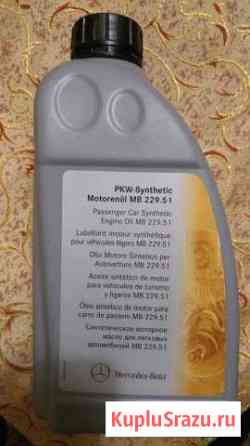 PKW-Synthetic
Motorenöl MB 229.51
Passenger Car Synthetic
Engine Oil MB 229.51
Lubrifiant moteur synthétique
pour véhicules légers MB 229.51
Olio Motore Sintetico per
Autovetture MB 229.51
Aceite sintético de motor
para vehículos de turismo
y ligeros MB 229.51
Óleo sintético de motor para
carro de passeio MB 229.51
Синтетическое моторное
масло для легковых
автомобилей MB 229.51
Mercedes-Benz
KupluSrazu.ru